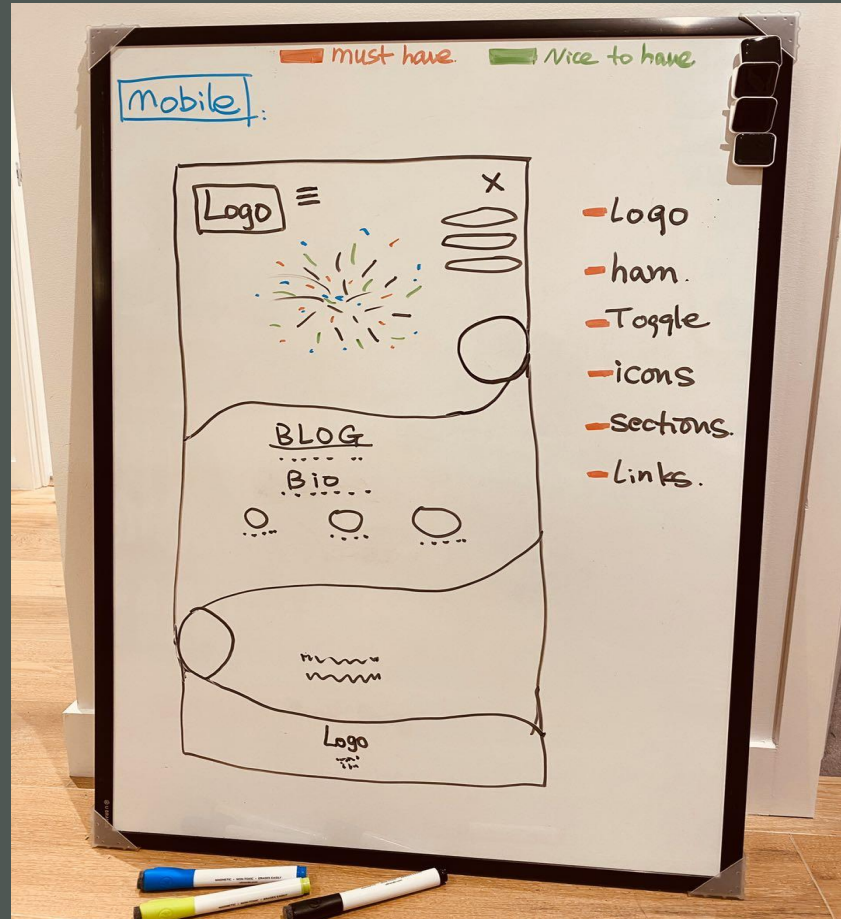 must have.
Nice to have
Mobile:
Logo
X
BLOG
Bio
Logo
- Logo
- ham.
- Toggle
- icons
- sections.
- Links.